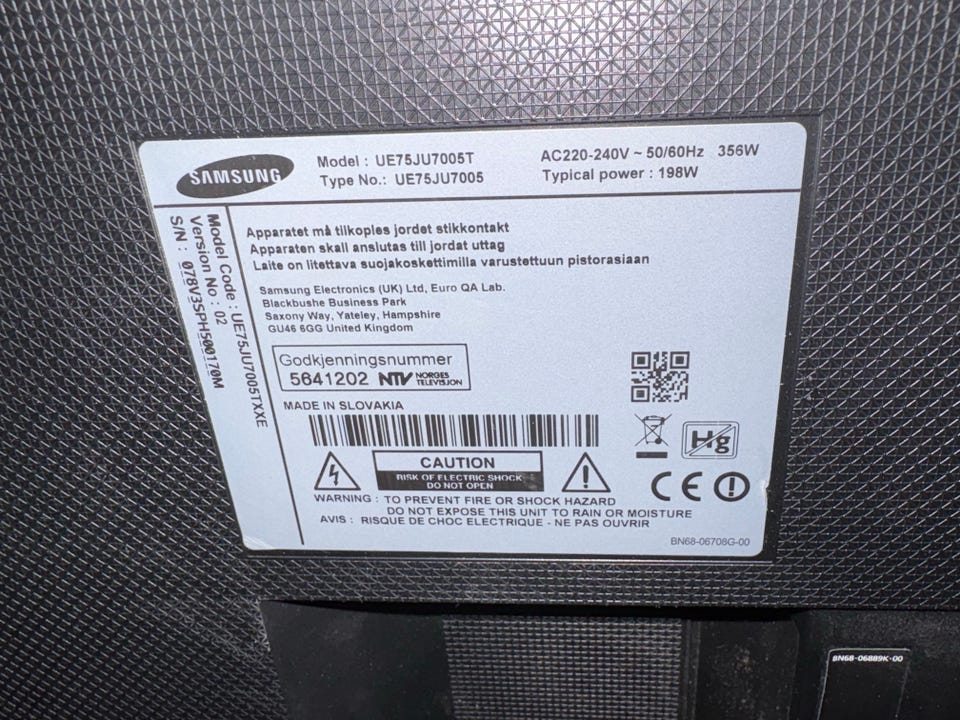 SAMSUNG
Model : UE75JU7005T
Type No.: UE75JU7005
AC220-240V ~ 50/60Hz 356W
Typical power : 198W
Model Code : UE75JU7005TXXE
Version No : 02
S/N : 078V3SPH500170M
Apparatet må tilkoples jordet stikkontakt
Apparaten skall anslutas till jordat uttag
Laite on litettava suojakoskettimilla varustettuun pistorasiaan
Samsung Electronics (UK) Ltd, Euro QA Lab.
Blackbushe Business Park
Saxony Way, Yateley, Hampshire
GU46 6GG United Kingdom
Godkjenningsnummer
5641202 NTV NORGES
TELEVISJON
MADE IN SLOVAKIA
Hg
CAUTION
RISK OF ELECTRIC SHOCK
DO NOT OPEN
CE
WARNING : TO PREVENT FIRE OR SHOCK HAZARD
DO NOT EXPOSE THIS UNIT TO RAIN OR MOISTURE
AVIS : RISQUE DE CHOC ELECTRIQUE - NE PAS OUVRIR
BN68-06708G-00
BN68-06889K-00